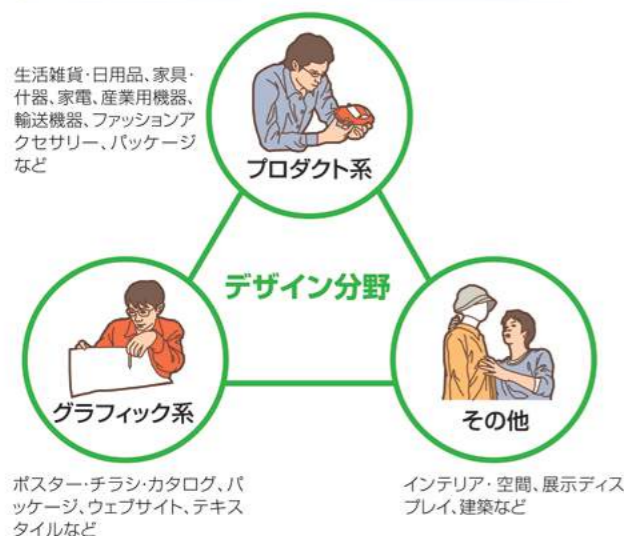 生活雑貨・日用品、家具・
什器、家電、産業用機器、
輸送機器、ファッションア
クセサリー、パッケージ
など
プロダクト系
デザイン分野
グラフィック系
その他
ポスター・チラシ・カタログ、パ
ッケージ、ウェブサイト、テキス
タイルなど
インテリア・空間、展示ディス
プレイ、建築など